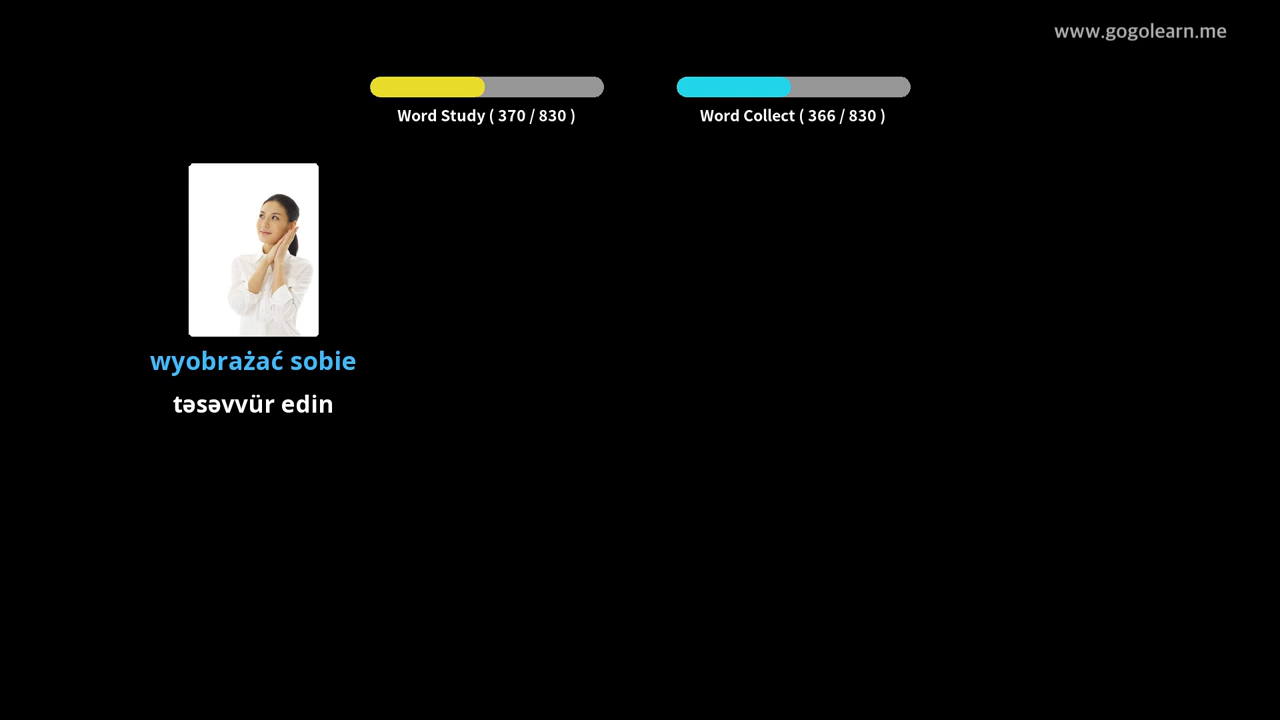 www.gogolearn.me
Word Study ( 370 / 830 )
Word Collect ( 366 / 830 )
wyobrażać sobie
təsəvvür edin